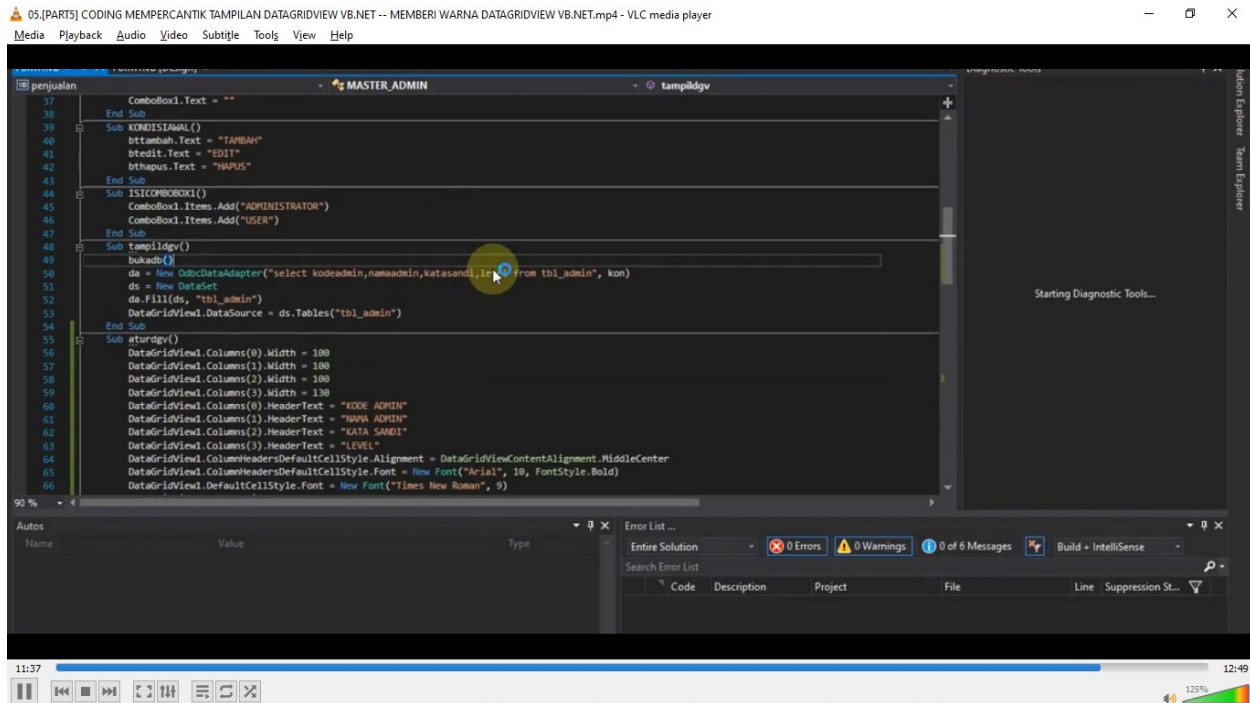 05.[PART5] CODING MEMPERCANTIK TAMPILAN DATAGRIDVIEW VB.NET -- MEMBERI WARNA DATAGRIDVIEW VB.NET.mp4 - VLC media player
Media Playback Audio Video Subtitle Tools View Help
penjualan MASTER_ADMIN tampildgv
37 ComboBox1.Text = ""
38 End Sub
39 Sub KONDISIAWAL()
40 bttambah.Text = "TAMBAH"
41 btedit.Text = "EDIT"
42 bthapus.Text = "HAPUS"
43 End Sub
44 Sub ISICOMBOBOX1()
45 ComboBox1.Items.Add("ADMINISTRATOR")
46 ComboBox1.Items.Add("USER")
47 End Sub
48 Sub tampildgv()
49 bukadb()
50 da = New OdbcDataAdapter("select kodeadmin,namaadmin,katasandi, from tbl_admin", kon)
51 ds = New DataSet
52 da.Fill(ds, "tbl_admin")
53 DataGridView1.DataSource = ds.Tables("tbl_admin")
54 End Sub
55 Sub aturdgv()
56 DataGridView1.Columns(0).Width = 100
57 DataGridView1.Columns(1).Width = 100
58 DataGridView1.Columns(2).Width = 100
59 DataGridView1.Columns(3).Width = 130
60 DataGridView1.Columns(0).HeaderText = "KODE ADMIN"
61 DataGridView1.Columns(1).HeaderText = "NAMA ADMIN"
62 DataGridView1.Columns(2).HeaderText = "KATA SANDI"
63 DataGridView1.Columns(3).HeaderText = "LEVEL"
64 DataGridView1.ColumnHeadersDefaultCellStyle.Alignment = DataGridViewContentAlignment.MiddleCenter
65 DataGridView1.ColumnHeadersDefaultCellStyle.Font = New Font("Arial", 10, FontStyle.Bold)
66 DataGridView1.DefaultCellStyle.Font = New Font("Times New Roman", 9)
90 %
Solution Explorer
Team Explorer
Starting Diagnostic Tools...
Autos
Name Value Type
Error List ...
Entire Solution 0 Errors 0 Warnings 0 of 6 Messages Build + IntelliSense
Search Error List
Code Description Project File Line Suppression St...
11:37 12:49
125%